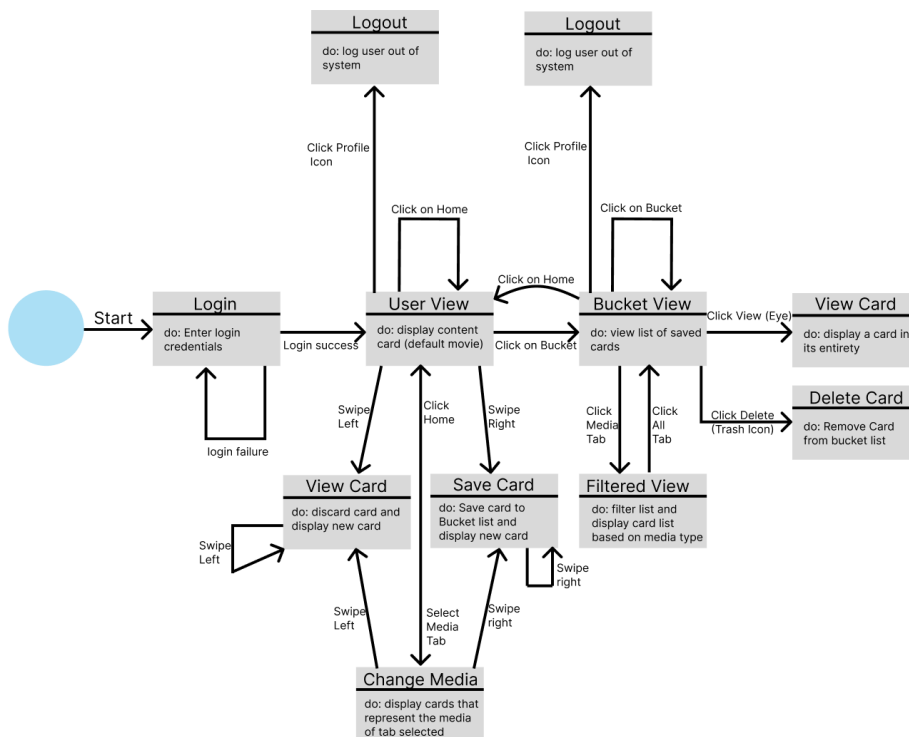 Logout
do: log user out of
system
Logout
do: log user out of
system
Click Profile
Icon
Click Profile
Icon
Click on Home
Click on Bucket
Click on Home
Start
Login
do: Enter login
credentials
Login success
User View
do: display content
card (default movie)
Click on Bucket
Bucket View
do: view list of saved
cards
Click View (Eye)
View Card
do: display a card in
its entirety
login failure
Swipe
Left
Click
Home
Swipe
Right
Click
Media
Tab
Click
All
Tab
Click Delete
(Trash Icon)
Delete Card
do: Remove Card
from bucket list
View Card
do: discard card and
display new card
Save Card
do: Save card to
Bucket list and
display new card
Filtered View
do: filter list and
display card list
based on media type
Swipe
Left
Swipe
right
Swipe
Left
Select
Media
Tab
Swipe
right
Change Media
do: display cards that
represent the media
of tab selected